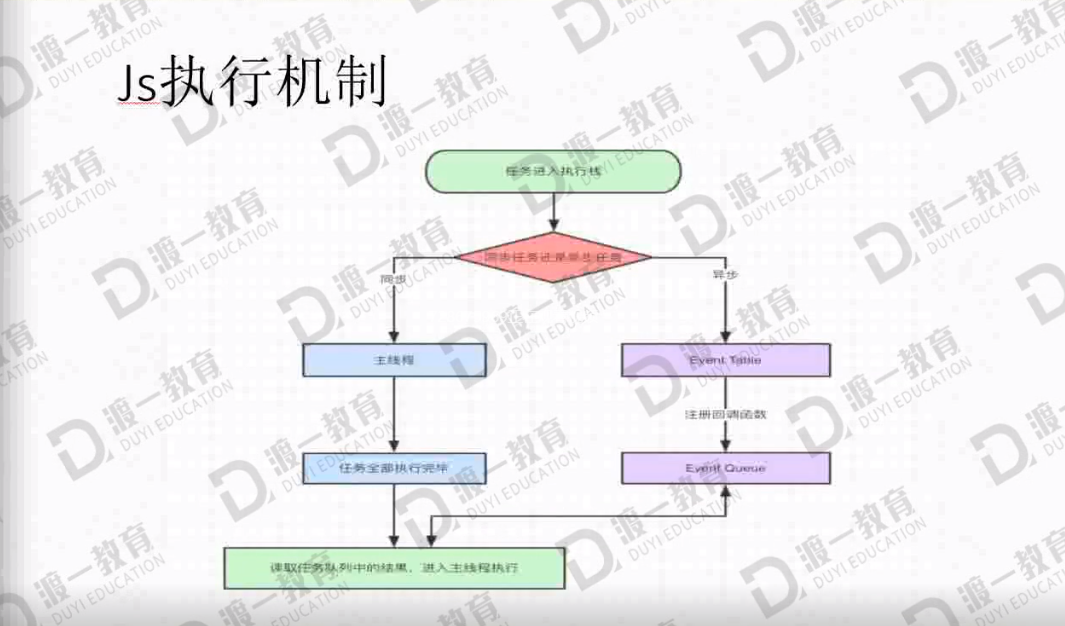 Js执行机制
任务进入执行栈
同步任务还是异步任务
同步
异步
主线程
Event Table
注册回调函数
任务全部执行完毕
Event Queue
读取任务队列中的结果，进入主线程执行
渡一教育
DUYI EDUCATION